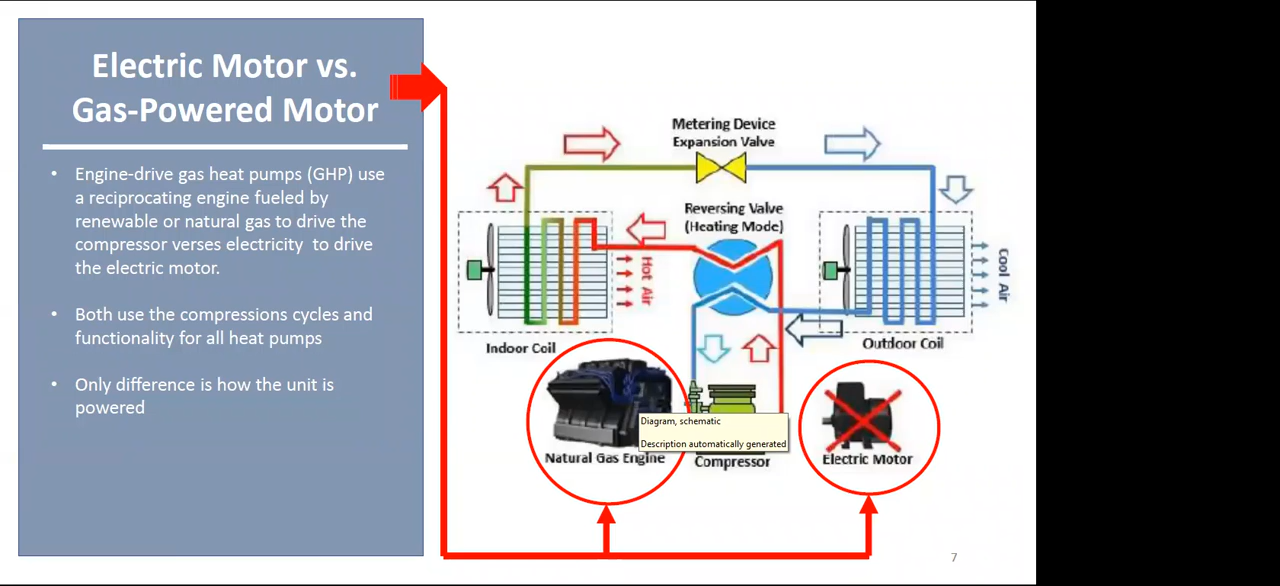 Electric Motor vs.
Gas-Powered Motor
• Engine-drive gas heat pumps (GHP) use
a reciprocating engine fueled by
renewable or natural gas to drive the
compressor verses electricity to drive
the electric motor.
• Both use the compressions cycles and
functionality for all heat pumps
• Only difference is how the unit is
powered
Metering Device
Expansion Valve
Reversing Valve
(Heating Mode)
Hot Air
Cool Air
Indoor Coil
Outdoor Coil
Diagram, schematic
Description automatically generated
Natural Gas Engine
Compressor
Electric Motor
7